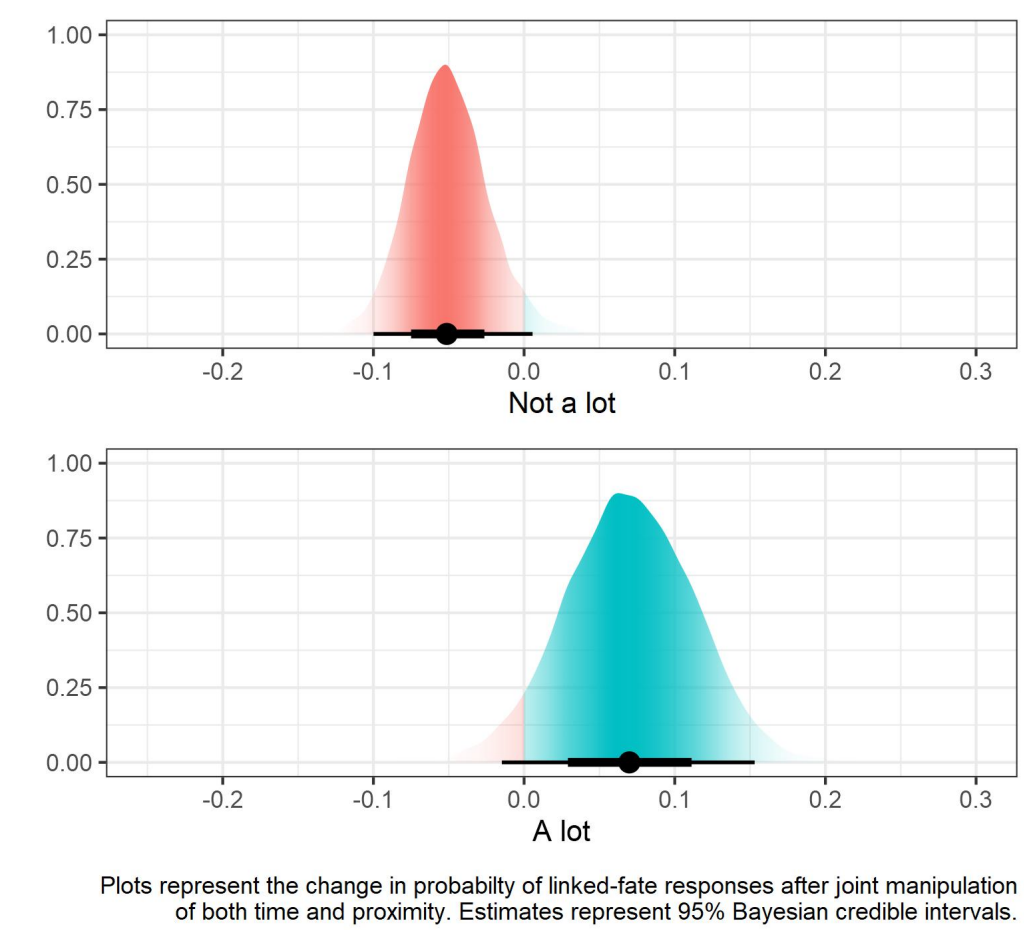 1.00
0.75
0.50
0.25
0.00
-0.2 -0.1 0.0 0.1 0.2 0.3
Not a lot
1.00
0.75
0.50
0.25
0.00
-0.2 -0.1 0.0 0.1 0.2 0.3
A lot
Plots represent the change in probabilty of linked-fate responses after joint manipulation
of both time and proximity. Estimates represent 95% Bayesian credible intervals.